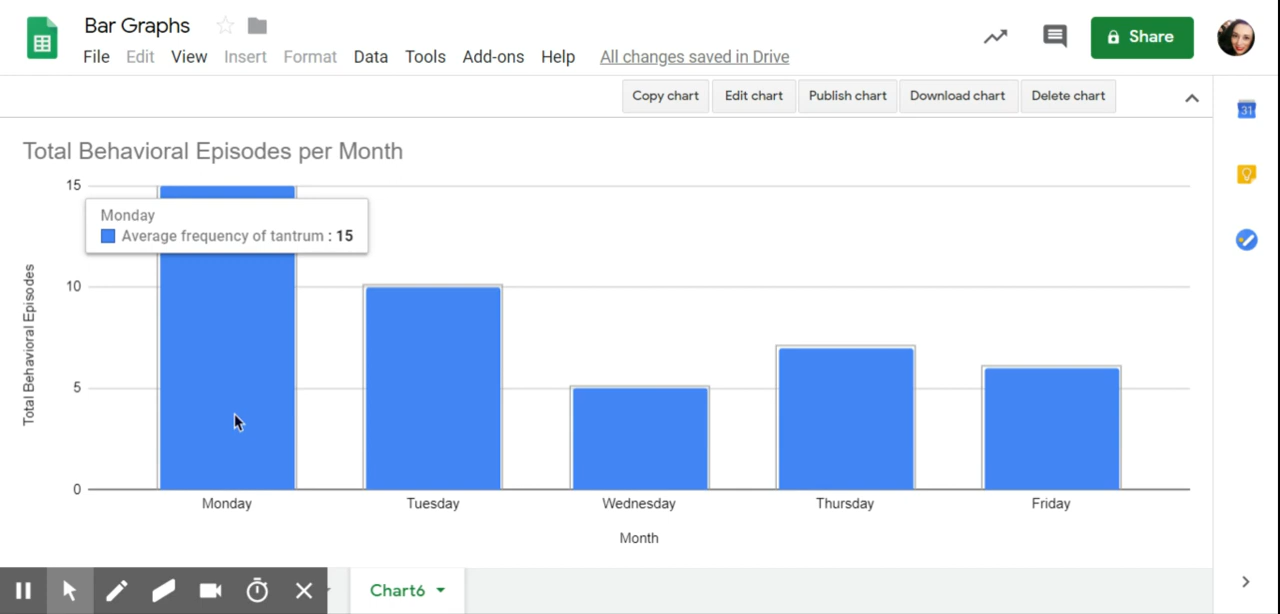 Bar Graphs
File Edit View Insert Format Data Tools Add-ons Help All changes saved in Drive
Share
Copy chart Edit chart Publish chart Download chart Delete chart
31
Total Behavioral Episodes per Month
15
Monday
Average frequency of tantrum : 15
10
5
0
Total Behavioral Episodes
Monday Tuesday Wednesday Thursday Friday
Month
Chart6